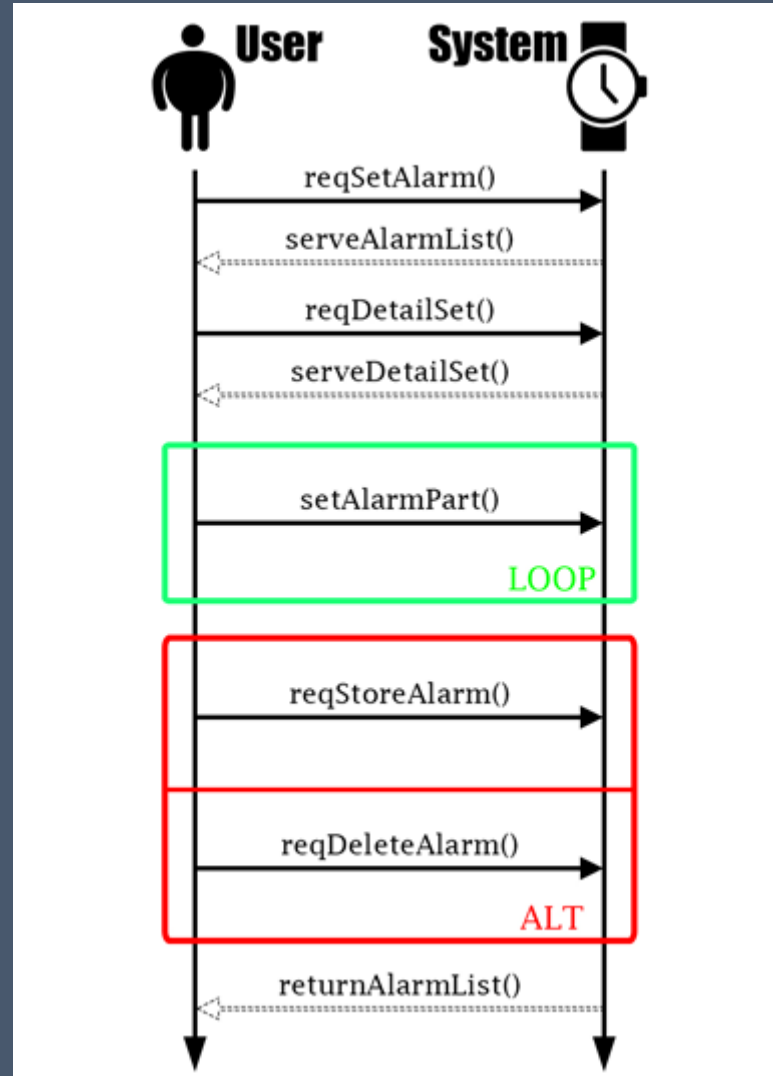 User System
reqSetAlarm()
serveAlarmList()
reqDetailSet()
serveDetailSet()
setAlarmPart()
LOOP
reqStoreAlarm()
reqDeleteAlarm()
ALT
returnAlarmList()